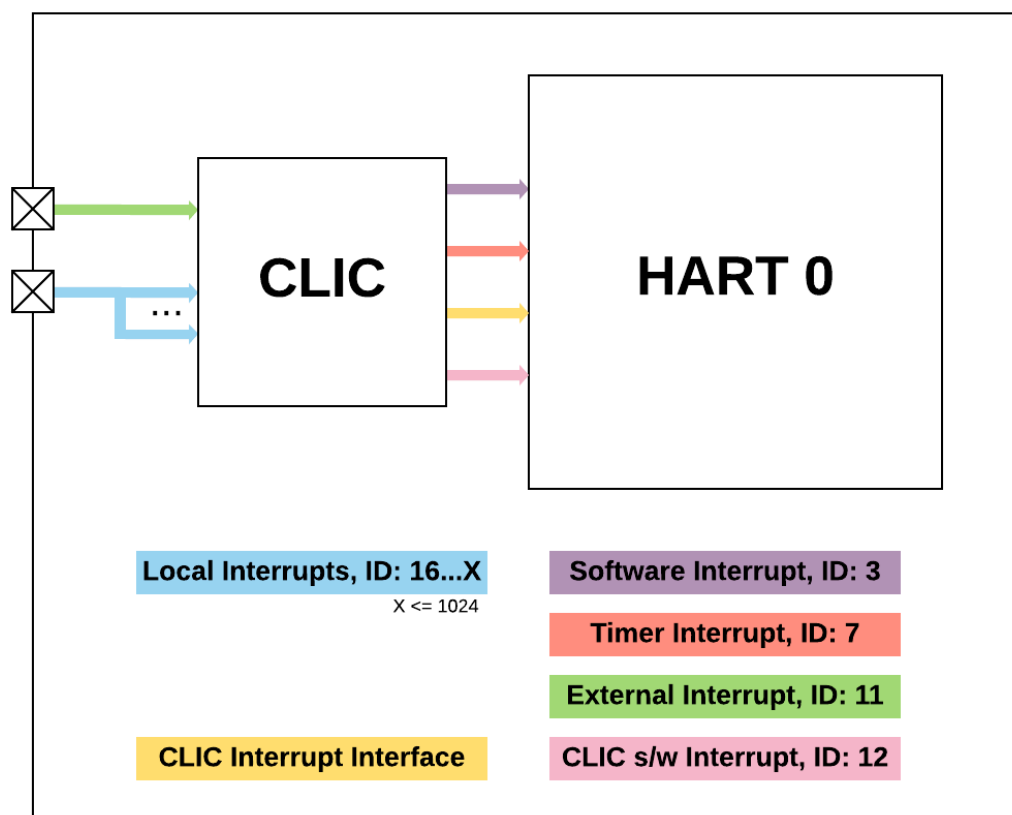 CLIC
HART 0
...
Local Interrupts, ID: 16...X
X <= 1024
CLIC Interrupt Interface
Software Interrupt, ID: 3
Timer Interrupt, ID: 7
External Interrupt, ID: 11
CLIC s/w Interrupt, ID: 12